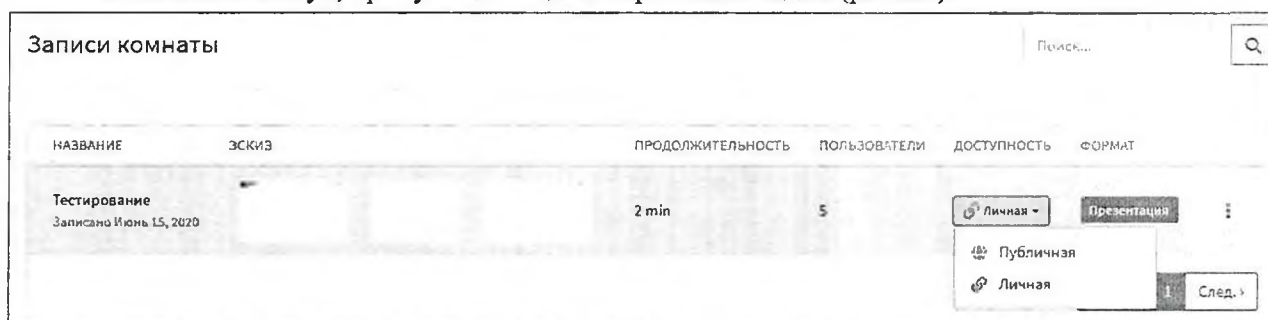 Записи комнаты
Поиск...
НАЗВАНИЕ ЭСКИЗ ПРОДОЛЖИТЕЛЬНОСТЬ ПОЛЬЗОВАТЕЛИ ДОСТУПНОСТЬ ФОРМАТ
Тестирование
Записано Июнь 15, 2020
2 min 5 Личная Презентация
Публичная
Личная
1 След. ›